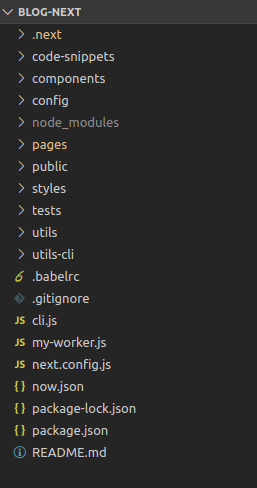 BLOG-NEXT
.next
code-snippets
components
config
node_modules
pages
public
styles
tests
utils
utils-cli
.babelrc
.gitignore
JS cli.js
JS my-worker.js
JS next.config.js
{ } now.json
{ } package-lock.json
{ } package.json
README.md